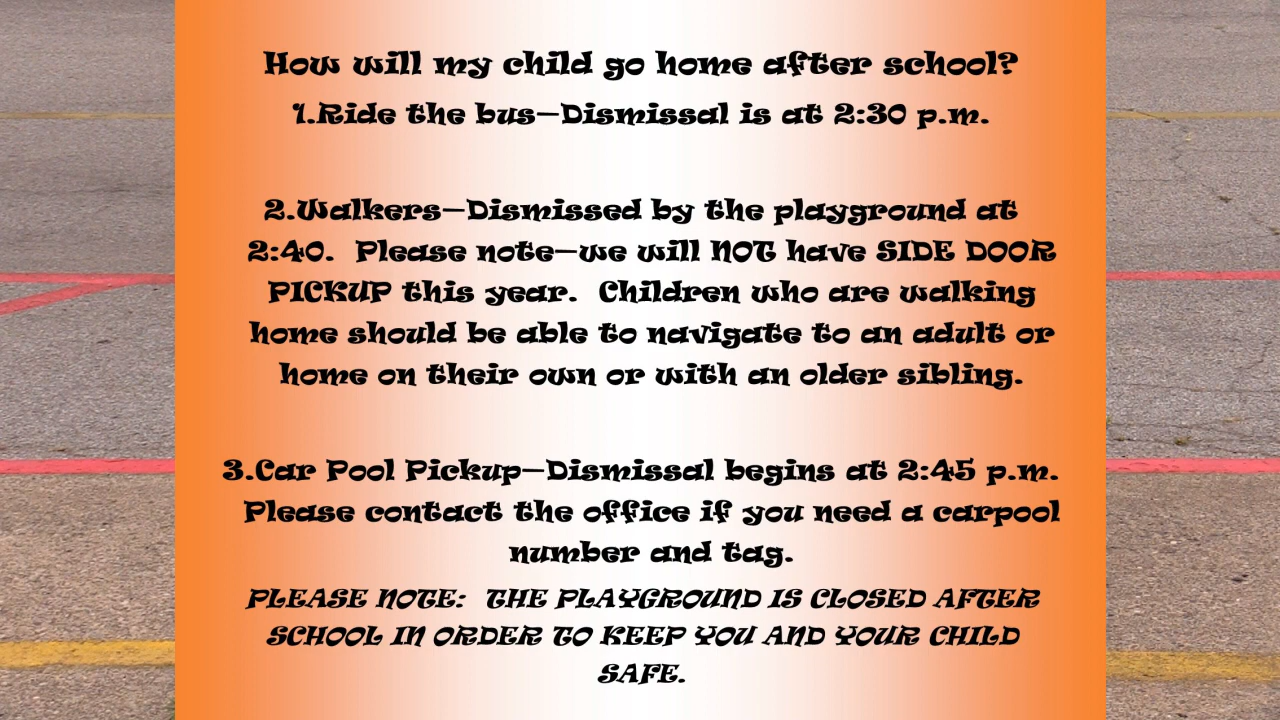 How will my child go home after school?
1.Ride the bus—Dismissal is at 2:30 p.m.
2.Walkers—Dismissed by the playground at
2:40.  Please note—we will NOT have SIDE DOOR
PICKUP this year.  Children who are walking
home should be able to navigate to an adult or
home on their own or with an older sibling.
3.Car Pool Pickup—Dismissal begins at 2:45 p.m.
Please contact the office if you need a carpool
number and tag.
PLEASE NOTE:  THE PLAYGROUND IS CLOSED AFTER
SCHOOL IN ORDER TO KEEP YOU AND YOUR CHILD
SAFE.